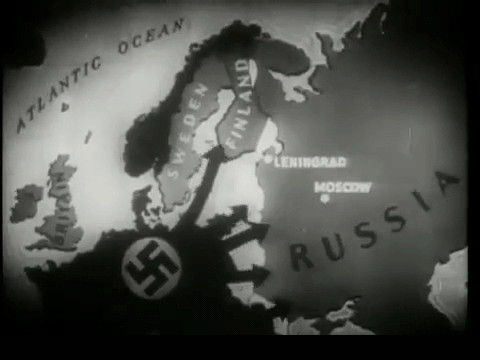 ATLANTIC OCEAN
SWEDEN
FINLAND
LENINGRAD
MOSCOW
RUSSIA